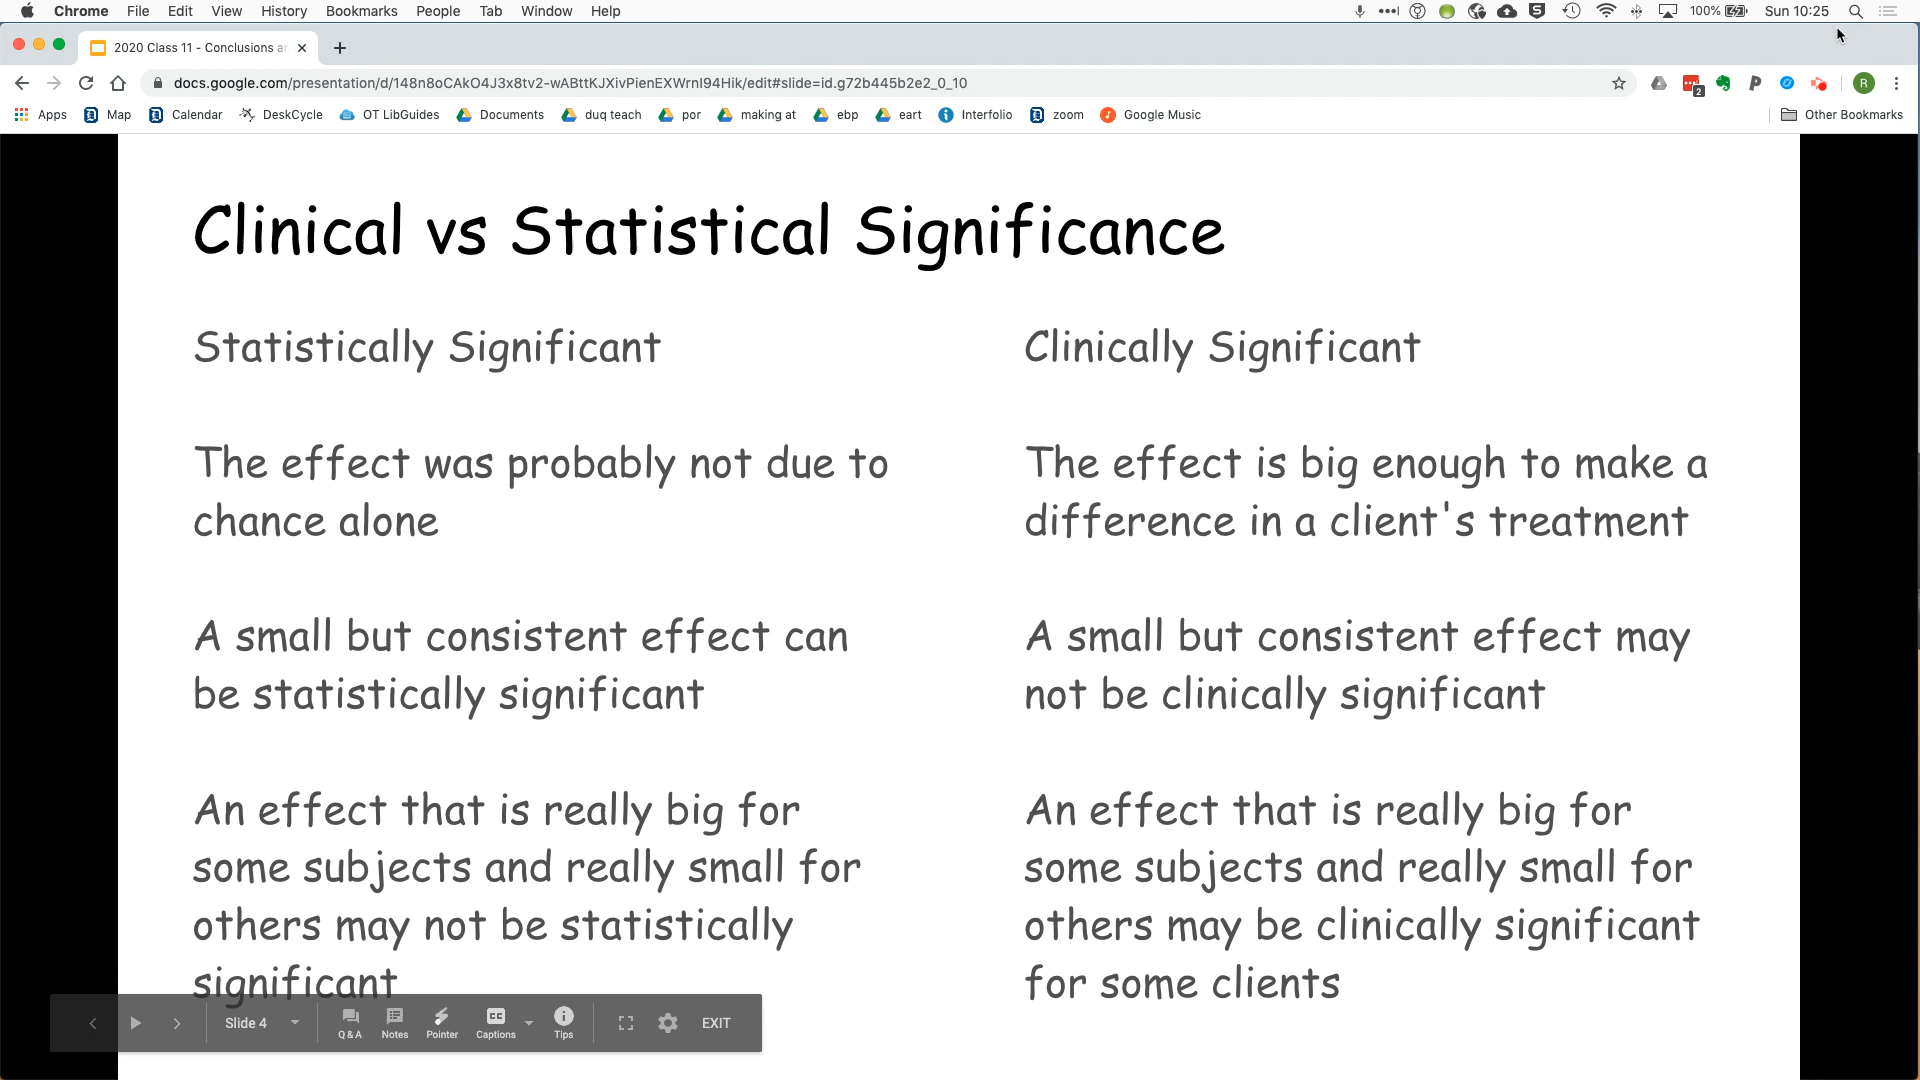 Chrome File Edit View History Bookmarks People Tab Window Help 100% Sun 10:25
2020 Class 11 - Conclusions
docs.google.com/presentation/d/148n8oCAkO4J3x8tv2-wABttKJXivPienEXWrnI94Hik/edit#slide=id.g72b445b2e2_0_10 2 R
Apps Map Calendar DeskCycle OT LibGuides Documents duq teach por making at ebp eart Interfolio zoom Google Music Other Bookmarks
Clinical vs Statistical Significance
Statistically Significant
The effect was probably not due to
chance alone
A small but consistent effect can
be statistically significant
An effect that is really big for
some subjects and really small for
others may not be statistically
significant
Clinically Significant
The effect is big enough to make a
difference in a client's treatment
A small but consistent effect may
not be clinically significant
An effect that is really big for
some subjects and really small for
others may be clinically significant
for some clients
Slide 4 Q & A Notes Pointer CC Captions Tips EXIT